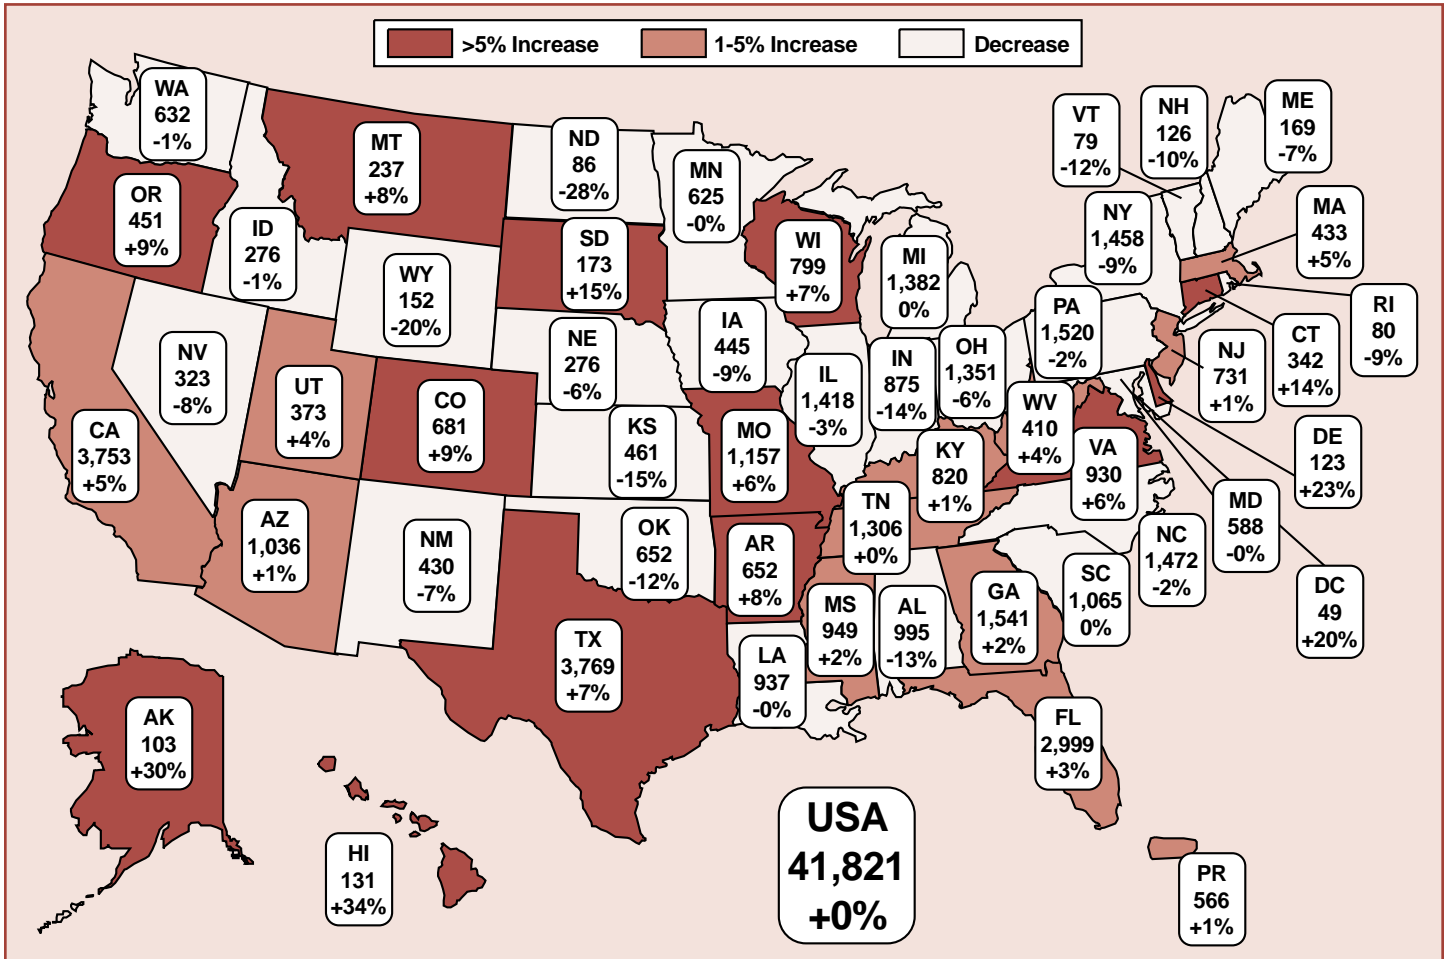 >5% Increase
1-5% Increase
Decrease
WA
632
-1%
OR
451
+9%
CA
3,753
+5%
NV
323
-8%
ID
276
-1%
MT
237
+8%
WY
152
-20%
UT
373
+4%
AZ
1,036
+1%
CO
681
+9%
NM
430
-7%
ND
86
-28%
SD
173
+15%
NE
276
-6%
KS
461
-15%
OK
652
-12%
TX
3,769
+7%
MN
625
-0%
IA
445
-9%
MO
1,157
+6%
AR
652
+8%
LA
937
-0%
WI
799
+7%
IL
1,418
-3%
MI
1,382
0%
IN
875
-14%
OH
1,351
-6%
KY
820
+1%
TN
1,306
+0%
MS
949
+2%
AL
995
-13%
GA
1,541
+2%
FL
2,999
+3%
SC
1,065
0%
NC
1,472
-2%
VA
930
+6%
WV
410
+4%
PA
1,520
-2%
NY
1,458
-9%
VT
79
-12%
NH
126
-10%
ME
169
-7%
MA
433
+5%
RI
80
-9%
CT
342
+14%
NJ
731
+1%
DE
123
+23%
MD
588
-0%
DC
49
+20%
AK
103
+30%
HI
131
+34%
USA
41,821
+0%
PR
566
+1%